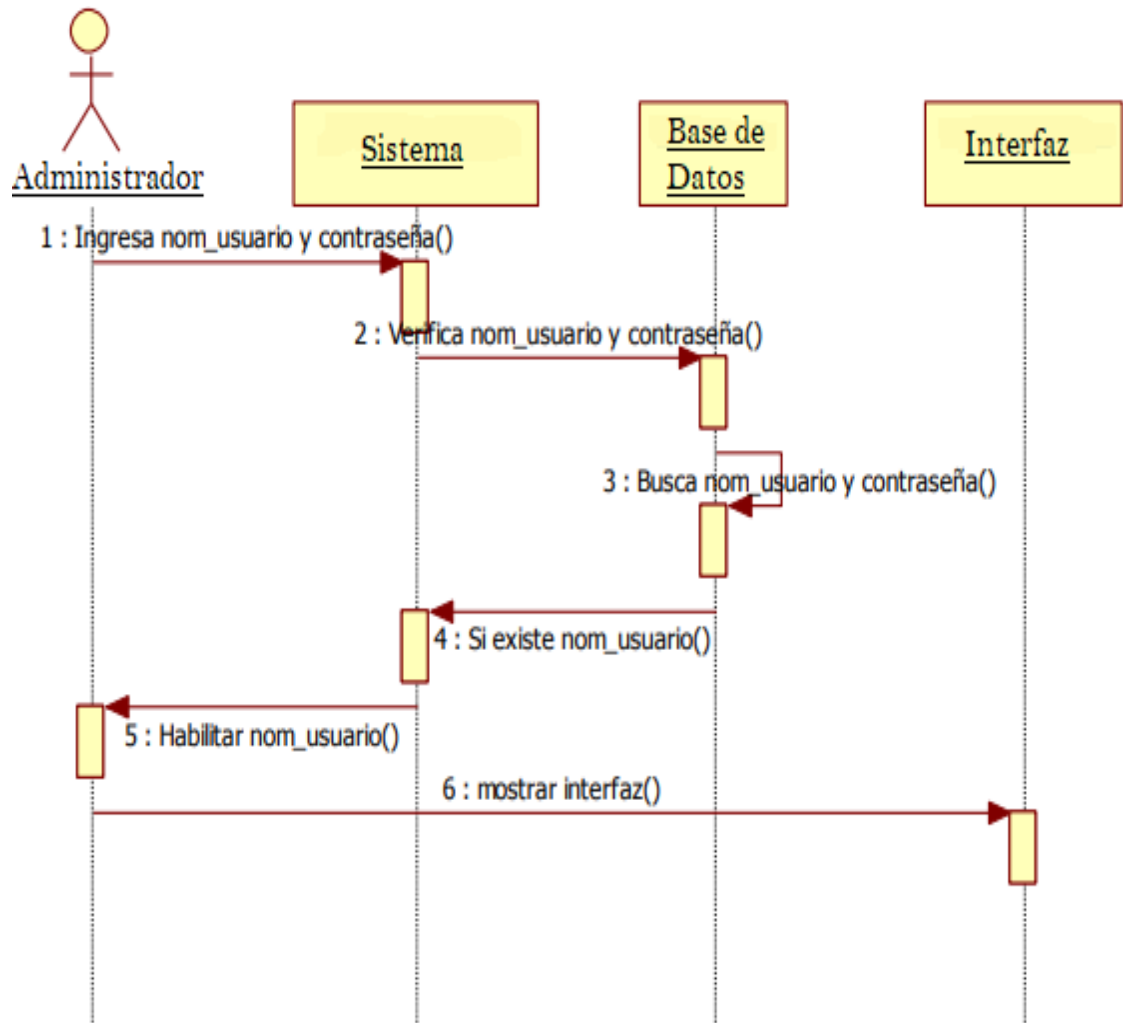 Administrador
Sistema
Base de
Datos
Interfaz
1 : Ingresa nom_usuario y contraseña()
2 : Verifica nom_usuario y contraseña()
3 : Busca nom_usuario y contraseña()
4 : Si existe nom_usuario()
5 : Habilitar nom_usuario()
6 : mostrar interfaz()